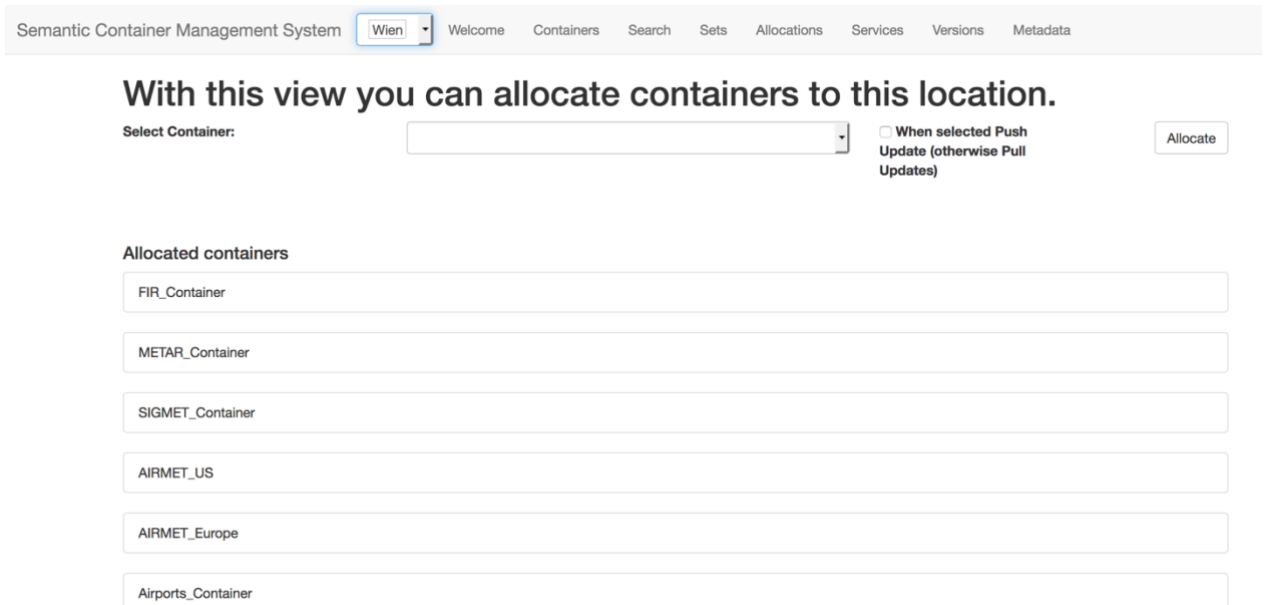 Semantic Container Management System Wien Welcome Containers Search Sets Allocations Services Versions Metadata
With this view you can allocate containers to this location.
Select Container:
When selected Push
Update (otherwise Pull
Updates)
Allocate
Allocated containers
FIR_Container
METAR_Container
SIGMET_Container
AIRMET_US
AIRMET_Europe
Airports_Container